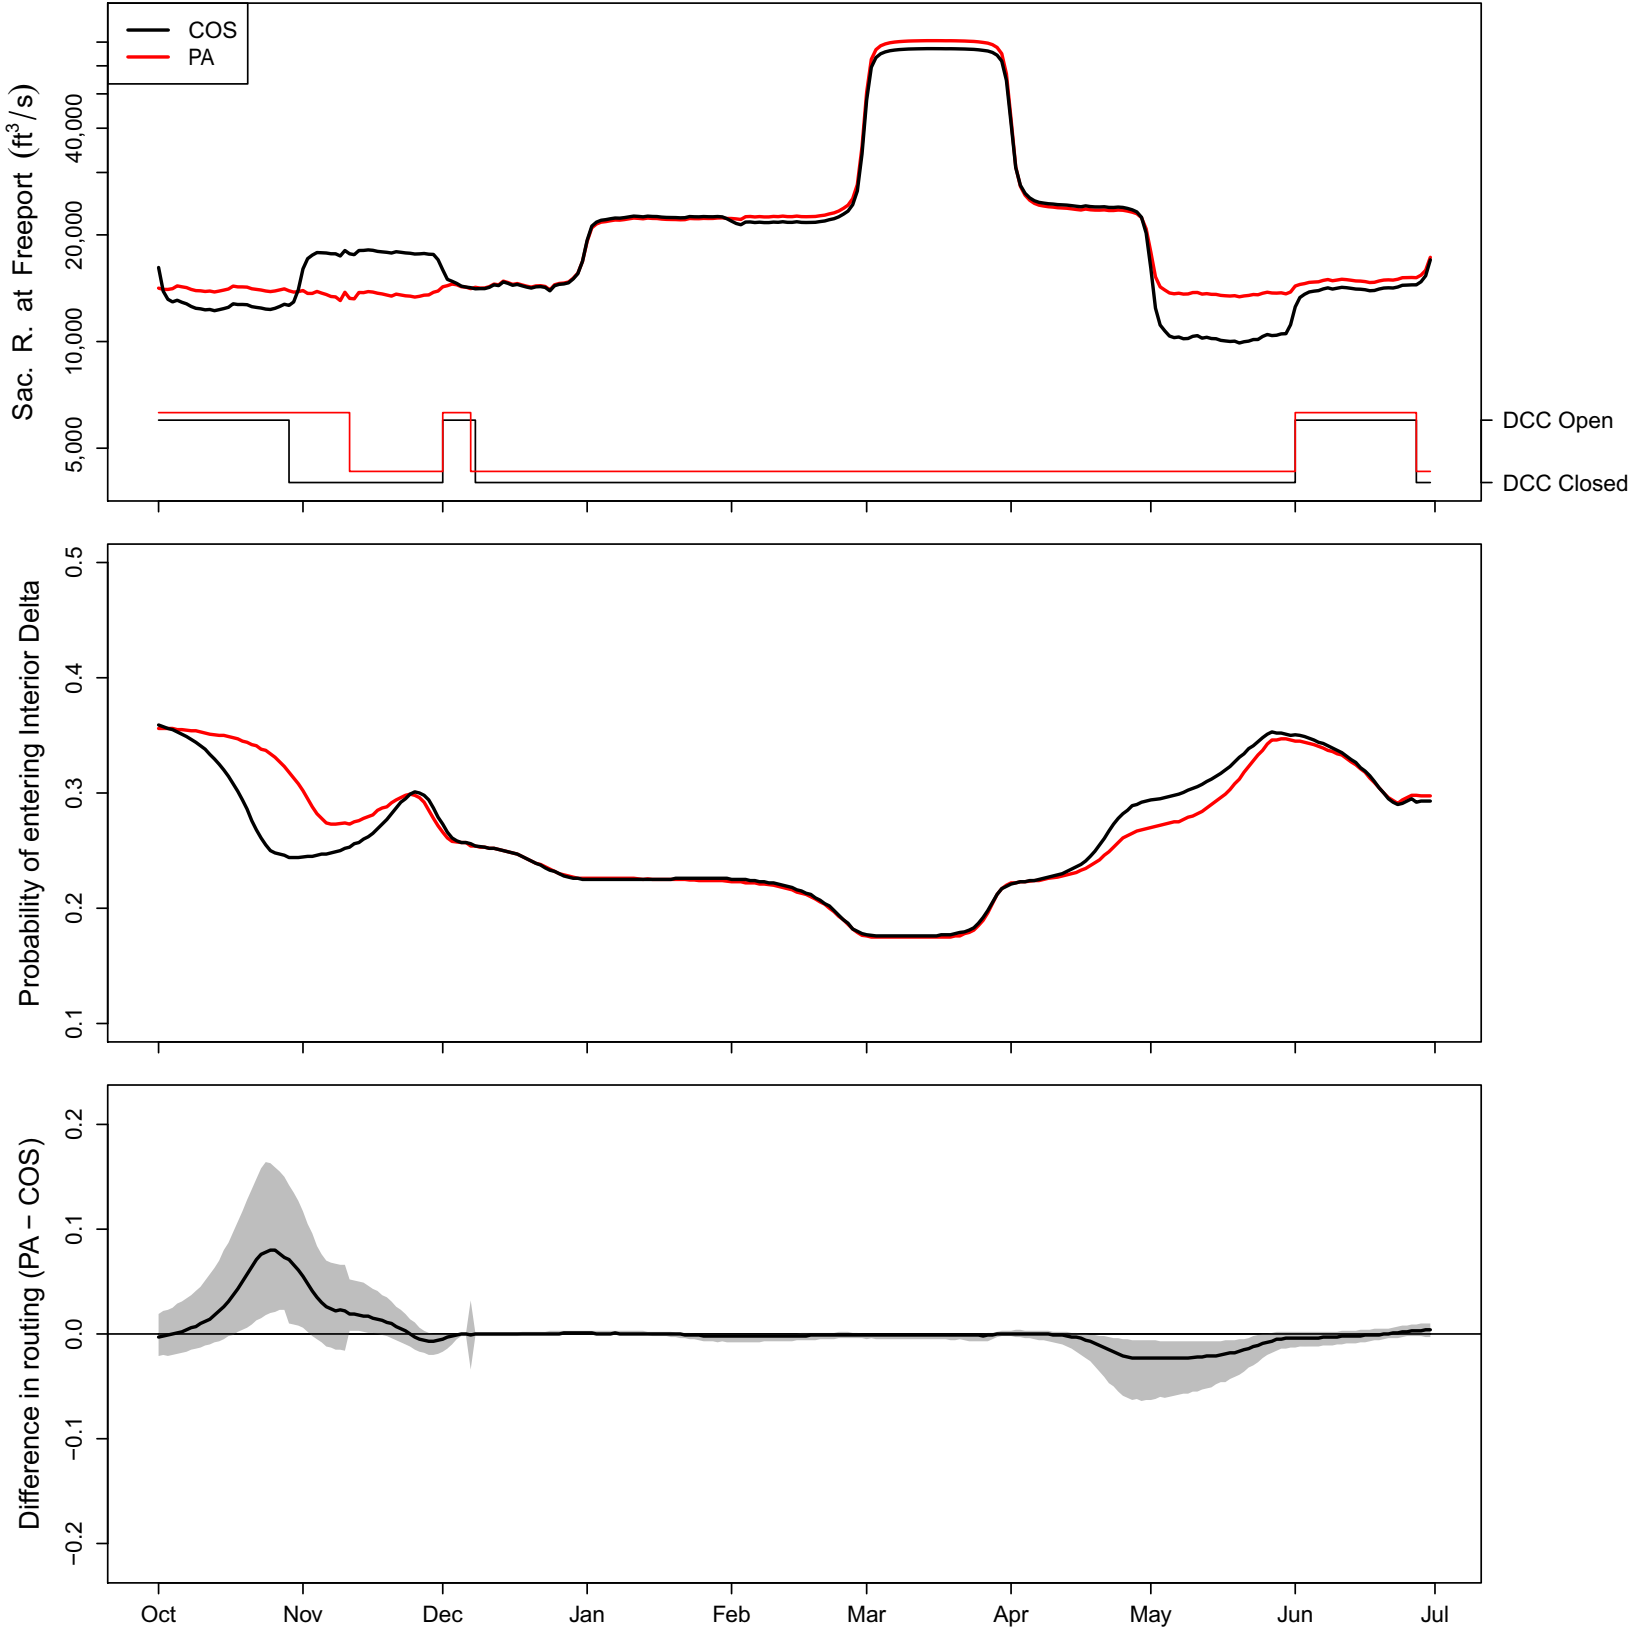 COS
PA
Sac. R. at Freeport (ft³/s)
40,000
20,000
10,000
5,000
DCC Open
DCC Closed
Probability of entering Interior Delta
0.5
0.4
0.3
0.2
0.1
Difference in routing (PA − COS)
0.2
0.1
0.0
−0.1
−0.2
Oct Nov Dec Jan Feb Mar Apr May Jun Jul